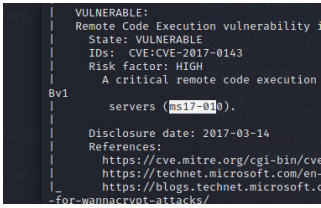 | VULNERABLE:
| Remote Code Execution vulnerability i
| State: VULNERABLE
| IDs: CVE:CVE-2017-0143
| Risk factor: HIGH
| A critical remote code execution
Bv1
| servers (ms17-010).
|
| Disclosure date: 2017-03-14
| References:
| https://cve.mitre.org/cgi-bin/cve
| https://technet.microsoft.com/en-
|_ https://blogs.technet.microsoft.c
-for-wannacrypt-attacks/